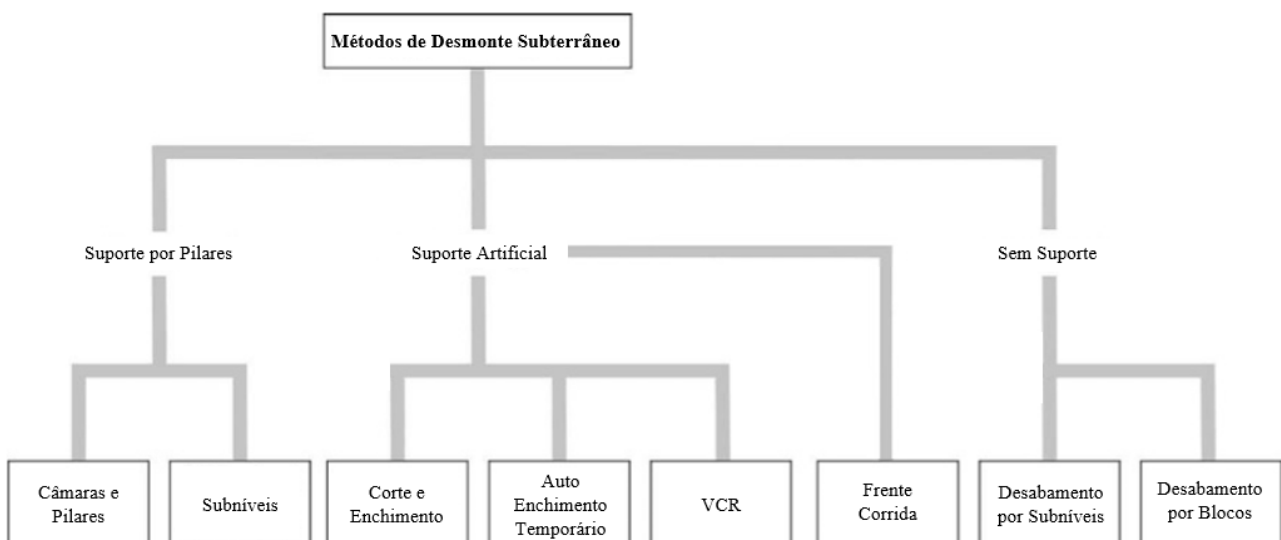 Métodos de Desmonte Subterrâneo
Suporte por Pilares
Suporte Artificial
Sem Suporte
Câmaras e
Pilares
Subníveis
Corte e
Enchimento
Auto
Enchimento
Temporário
VCR
Frente
Corrida
Desabamento
por Subníveis
Desabamento
por Blocos